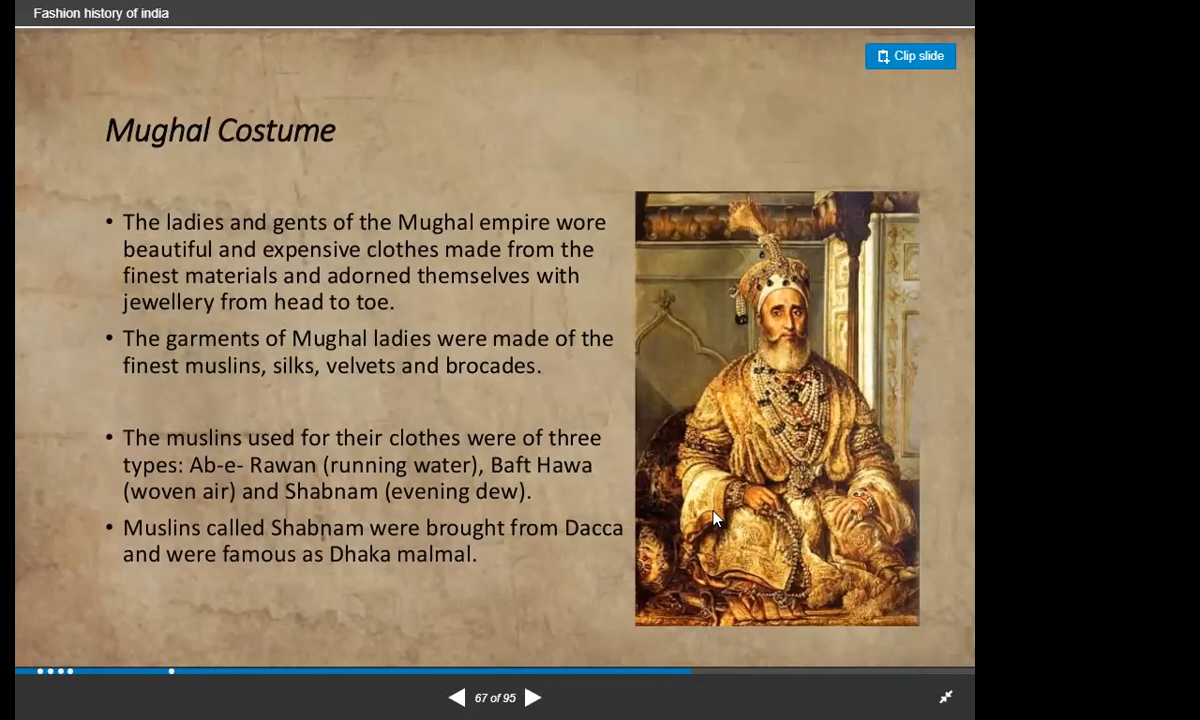 Fashion history of india
Clip slide
Mughal Costume
• The ladies and gents of the Mughal empire wore
beautiful and expensive clothes made from the
finest materials and adorned themselves with
jewellery from head to toe.
• The garments of Mughal ladies were made of the
finest muslins, silks, velvets and brocades.
• The muslins used for their clothes were of three
types: Ab-e- Rawan (running water), Baft Hawa
(woven air) and Shabnam (evening dew).
• Muslins called Shabnam were brought from Dacca
and were famous as Dhaka malmal.
67 of 95